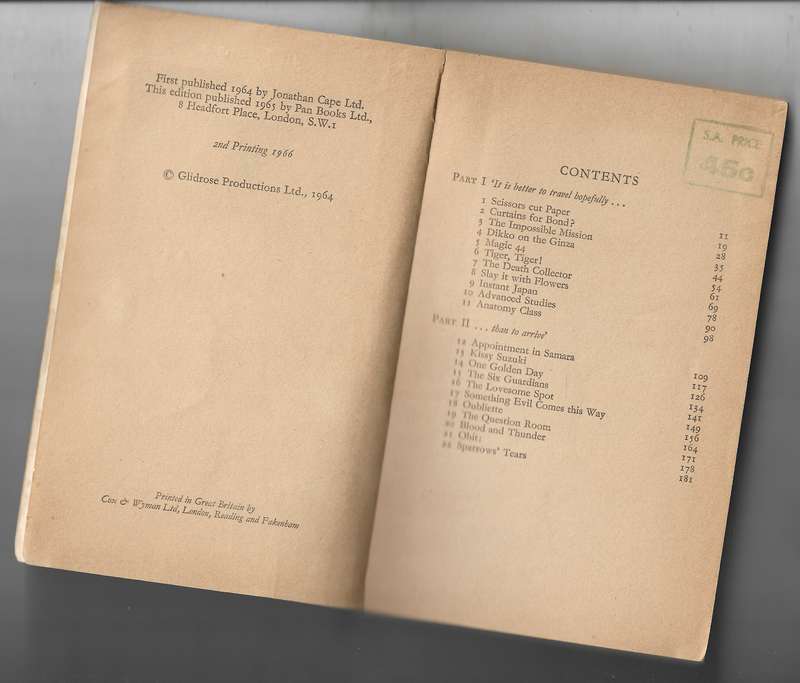 First published 1964 by Jonathan Cape Ltd.
This edition published 1965 by Pan Books Ltd.,
8 Headfort Place, London, S.W.1
2nd Printing 1966
© Glidrose Productions Ltd., 1964
Printed in Great Britain by
Cox & Wyman Ltd, London, Reading and Fakenham
S.A. PRICE
45c
CONTENTS
PART I 'It is better to travel hopefully . . .
1 Scissors cut Paper 11
2 Curtains for Bond? 19
3 The Impossible Mission 28
4 Dikko on the Ginza 35
5 Magic 44 44
6 Tiger, Tiger! 54
7 The Death Collector 61
8 Slay it with Flowers 69
9 Instant Japan 78
10 Advanced Studies 90
11 Anatomy Class 98
PART II . . . than to arrive'
12 Appointment in Samara 109
13 Kissy Suzuki 117
14 One Golden Day 126
15 The Six Guardians 134
16 The Lovesome Spot 141
17 Something Evil Comes this Way 149
18 Oubliette 156
19 The Question Room 164
20 Blood and Thunder 171
21 Obit: 178
22 Sparrows' Tears 181